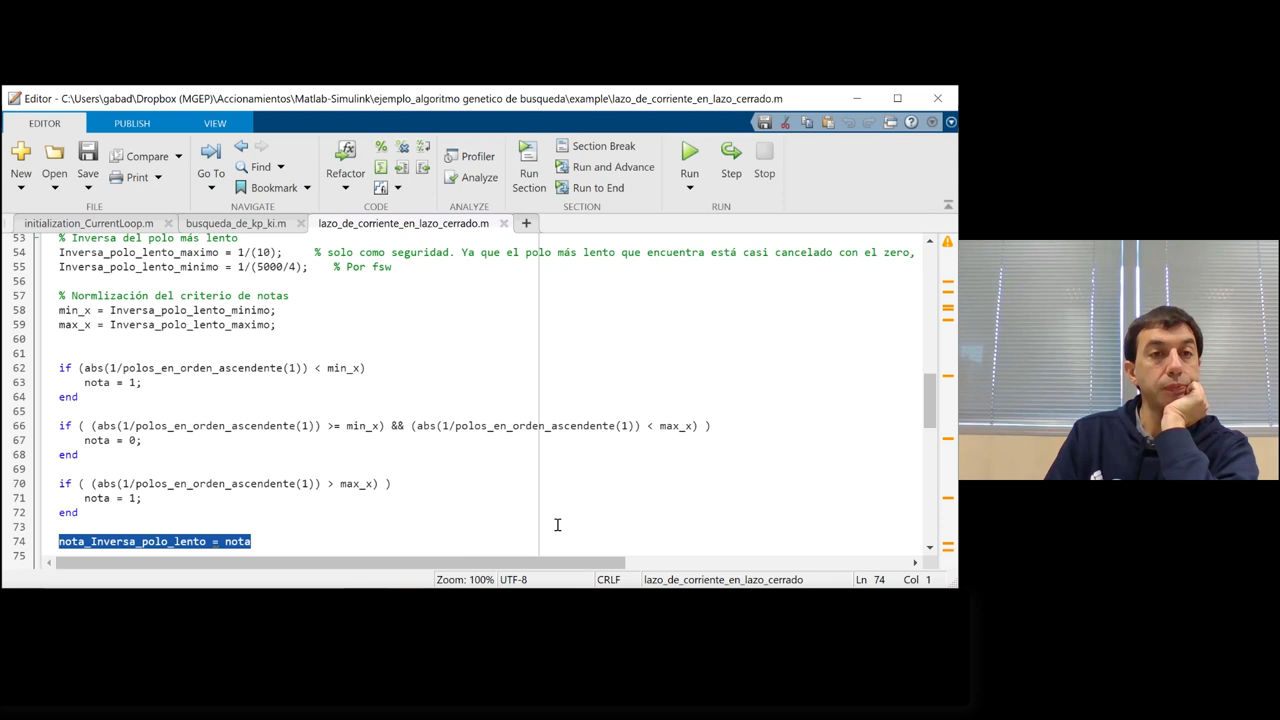 Editor - C:\Users\gabad\Dropbox (MGEP)\Accionamientos\Matlab-Simulink\ejemplo_algoritmo genetico de busqueda\example\lazo_de_corriente_en_lazo_cerrado.m
EDITOR PUBLISH VIEW
New Open Save Compare Print Go To Find Bookmark Refactor Profiler Analyze Run Section Section Break Run and Advance Run to End Run Step Stop
FILE NAVIGATE CODE ANALYZE SECTION RUN
initialization_CurrentLoop.m busqueda_de_kp_ki.m lazo_de_corriente_en_lazo_cerrado.m
53 % Inversa del polo más lento
54 Inversa_polo_lento_maximo = 1/(10); % solo como seguridad. Ya que el polo más lento que encuentra está casi cancelado con el zero,
55 Inversa_polo_lento_minimo = 1/(5000/4); % Por fsw
56
57 % Normlización del criterio de notas
58 min_x = Inversa_polo_lento_minimo;
59 max_x = Inversa_polo_lento_maximo;
60
61
62 if (abs(1/polos_en_orden_ascendente(1)) < min_x)
63 nota = 1;
64 end
65
66 if ( (abs(1/polos_en_orden_ascendente(1)) >= min_x) && (abs(1/polos_en_orden_ascendente(1)) < max_x) )
67 nota = 0;
68 end
69
70 if ( (abs(1/polos_en_orden_ascendente(1)) > max_x) )
71 nota = 1;
72 end
73
74 nota_Inversa_polo_lento = nota
75
Zoom: 100% UTF-8 CRLF lazo_de_corriente_en_lazo_cerrado Ln 74 Col 1